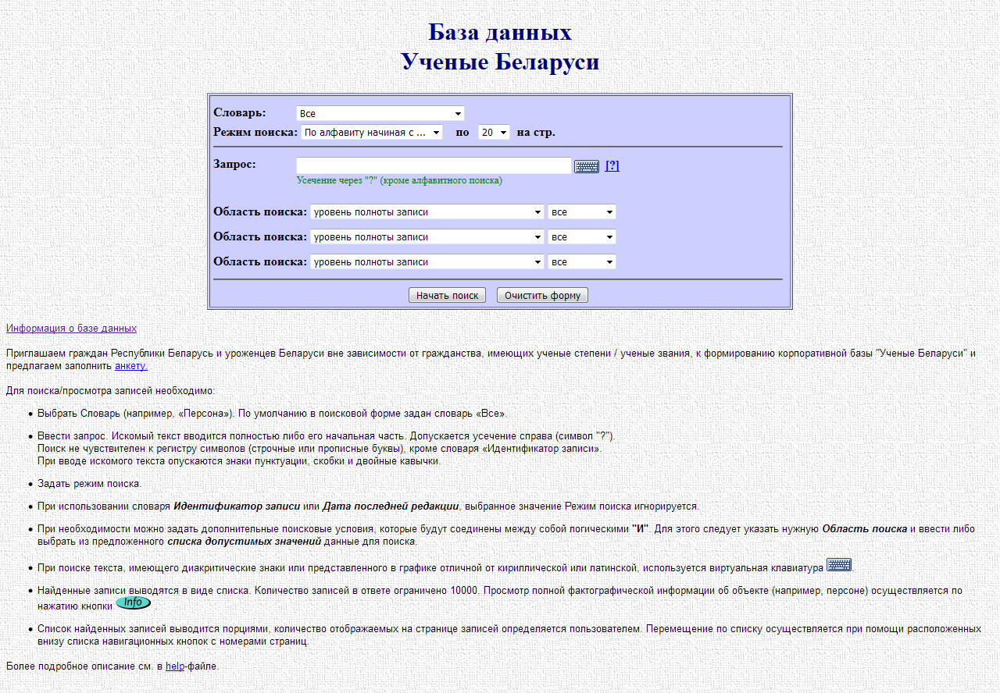 База данных
Ученые Беларуси
Словарь: Все
Режим поиска: По алфавиту начиная с ... по 20 на стр.
Запрос: [?]
Усечение через "?" (кроме алфавитного поиска)
Область поиска: уровень полноты записи все
Область поиска: уровень полноты записи все
Область поиска: уровень полноты записи все
Начать поиск Очистить форму
Информация о базе данных
Приглашаем граждан Республики Беларусь и уроженцев Беларуси вне зависимости от гражданства, имеющих ученые степени / ученые звания, к формированию корпоративной базы "Ученые Беларуси" и
предлагаем заполнить анкету.
Для поиска/просмотра записей необходимо:
• Выбрать Словарь (например, «Персона»). По умолчанию в поисковой форме задан словарь «Все».
• Ввести запрос. Искомый текст вводится полностью либо его начальная часть. Допускается усечение справа (символ "?").
Поиск не чувствителен к регистру символов (строчные или прописные буквы), кроме словаря «Идентификатор записи».
При вводе искомого текста опускаются знаки пунктуации, скобки и двойные кавычки.
• Задать режим поиска.
• При использовании словаря Идентификатор записи или Дата последней редакции, выбранное значение Режим поиска игнорируется.
• При необходимости можно задать дополнительные поисковые условия, которые будут соединены между собой логическими "И". Для этого следует указать нужную Область поиска и ввести либо
выбрать из предложенного списка допустимых значений данные для поиска.
• При поиске текста, имеющего диакритические знаки или представленного в графике отличной от кириллической или латинской, используется виртуальная клавиатура .
• Найденные записи выводятся в виде списка. Количество записей в ответе ограничено 10000. Просмотр полной фактографической информации об объекте (например, персоне) осуществляется по
нажатию кнопки Info .
• Список найденных записей выводится порциями, количество отображаемых на странице записей определяется пользователем. Перемещение по списку осуществляется при помощи расположенных
внизу списка навигационных кнопок с номерами страниц.
Более подробное описание см. в help-файле.